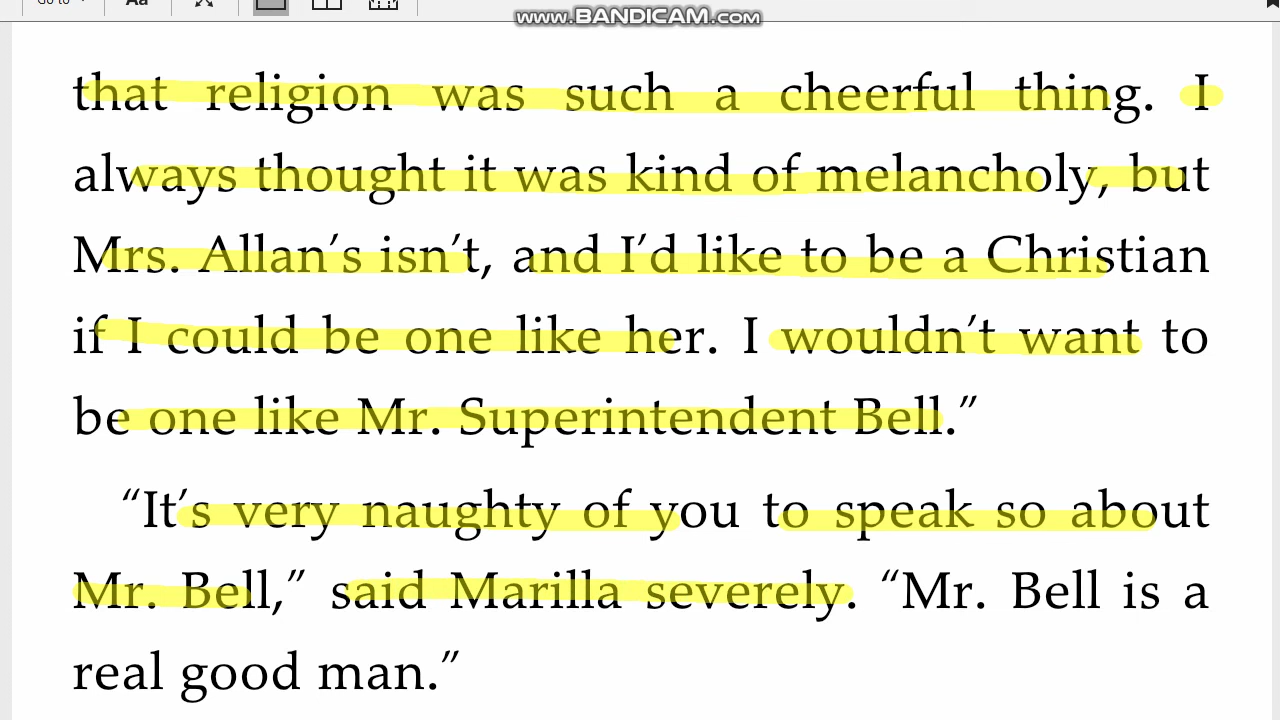 Go to
Aa
www.BANDICAM.com
that religion was such a cheerful thing. I
always thought it was kind of melancholy, but
Mrs. Allan’s isn’t, and I’d like to be a Christian
if I could be one like her. I wouldn’t want to
be one like Mr. Superintendent Bell.”
“It’s very naughty of you to speak so about
Mr. Bell,” said Marilla severely. “Mr. Bell is a
real good man.”